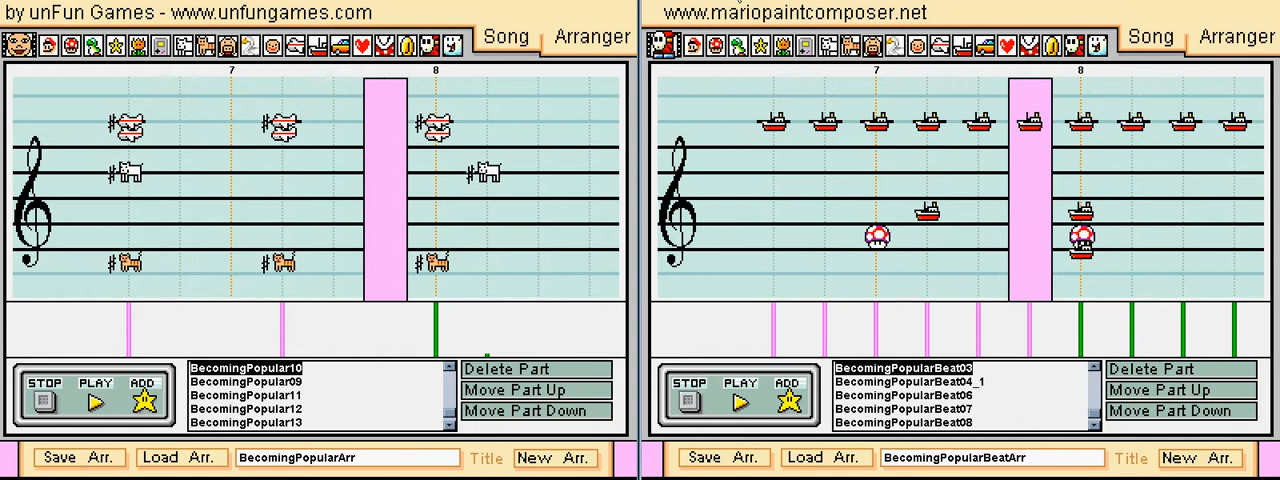 by unFun Games - www.unfungames.com
Song
Arranger
7
8
STOP
PLAY
ADD
BecomingPopular10
BecomingPopular09
BecomingPopular11
BecomingPopular12
BecomingPopular13
Delete Part
Move Part Up
Move Part Down
Save Arr.
Load Arr.
BecomingPopularArr
Title
New Arr.
www.mariopaintcomposer.net
Song
Arranger
7
8
STOP
PLAY
ADD
BecomingPopularBeat03
BecomingPopularBeat04_1
BecomingPopularBeat06
BecomingPopularBeat07
BecomingPopularBeat08
Delete Part
Move Part Up
Move Part Down
Save Arr.
Load Arr.
BecomingPopularBeatArr
Title
New Arr.